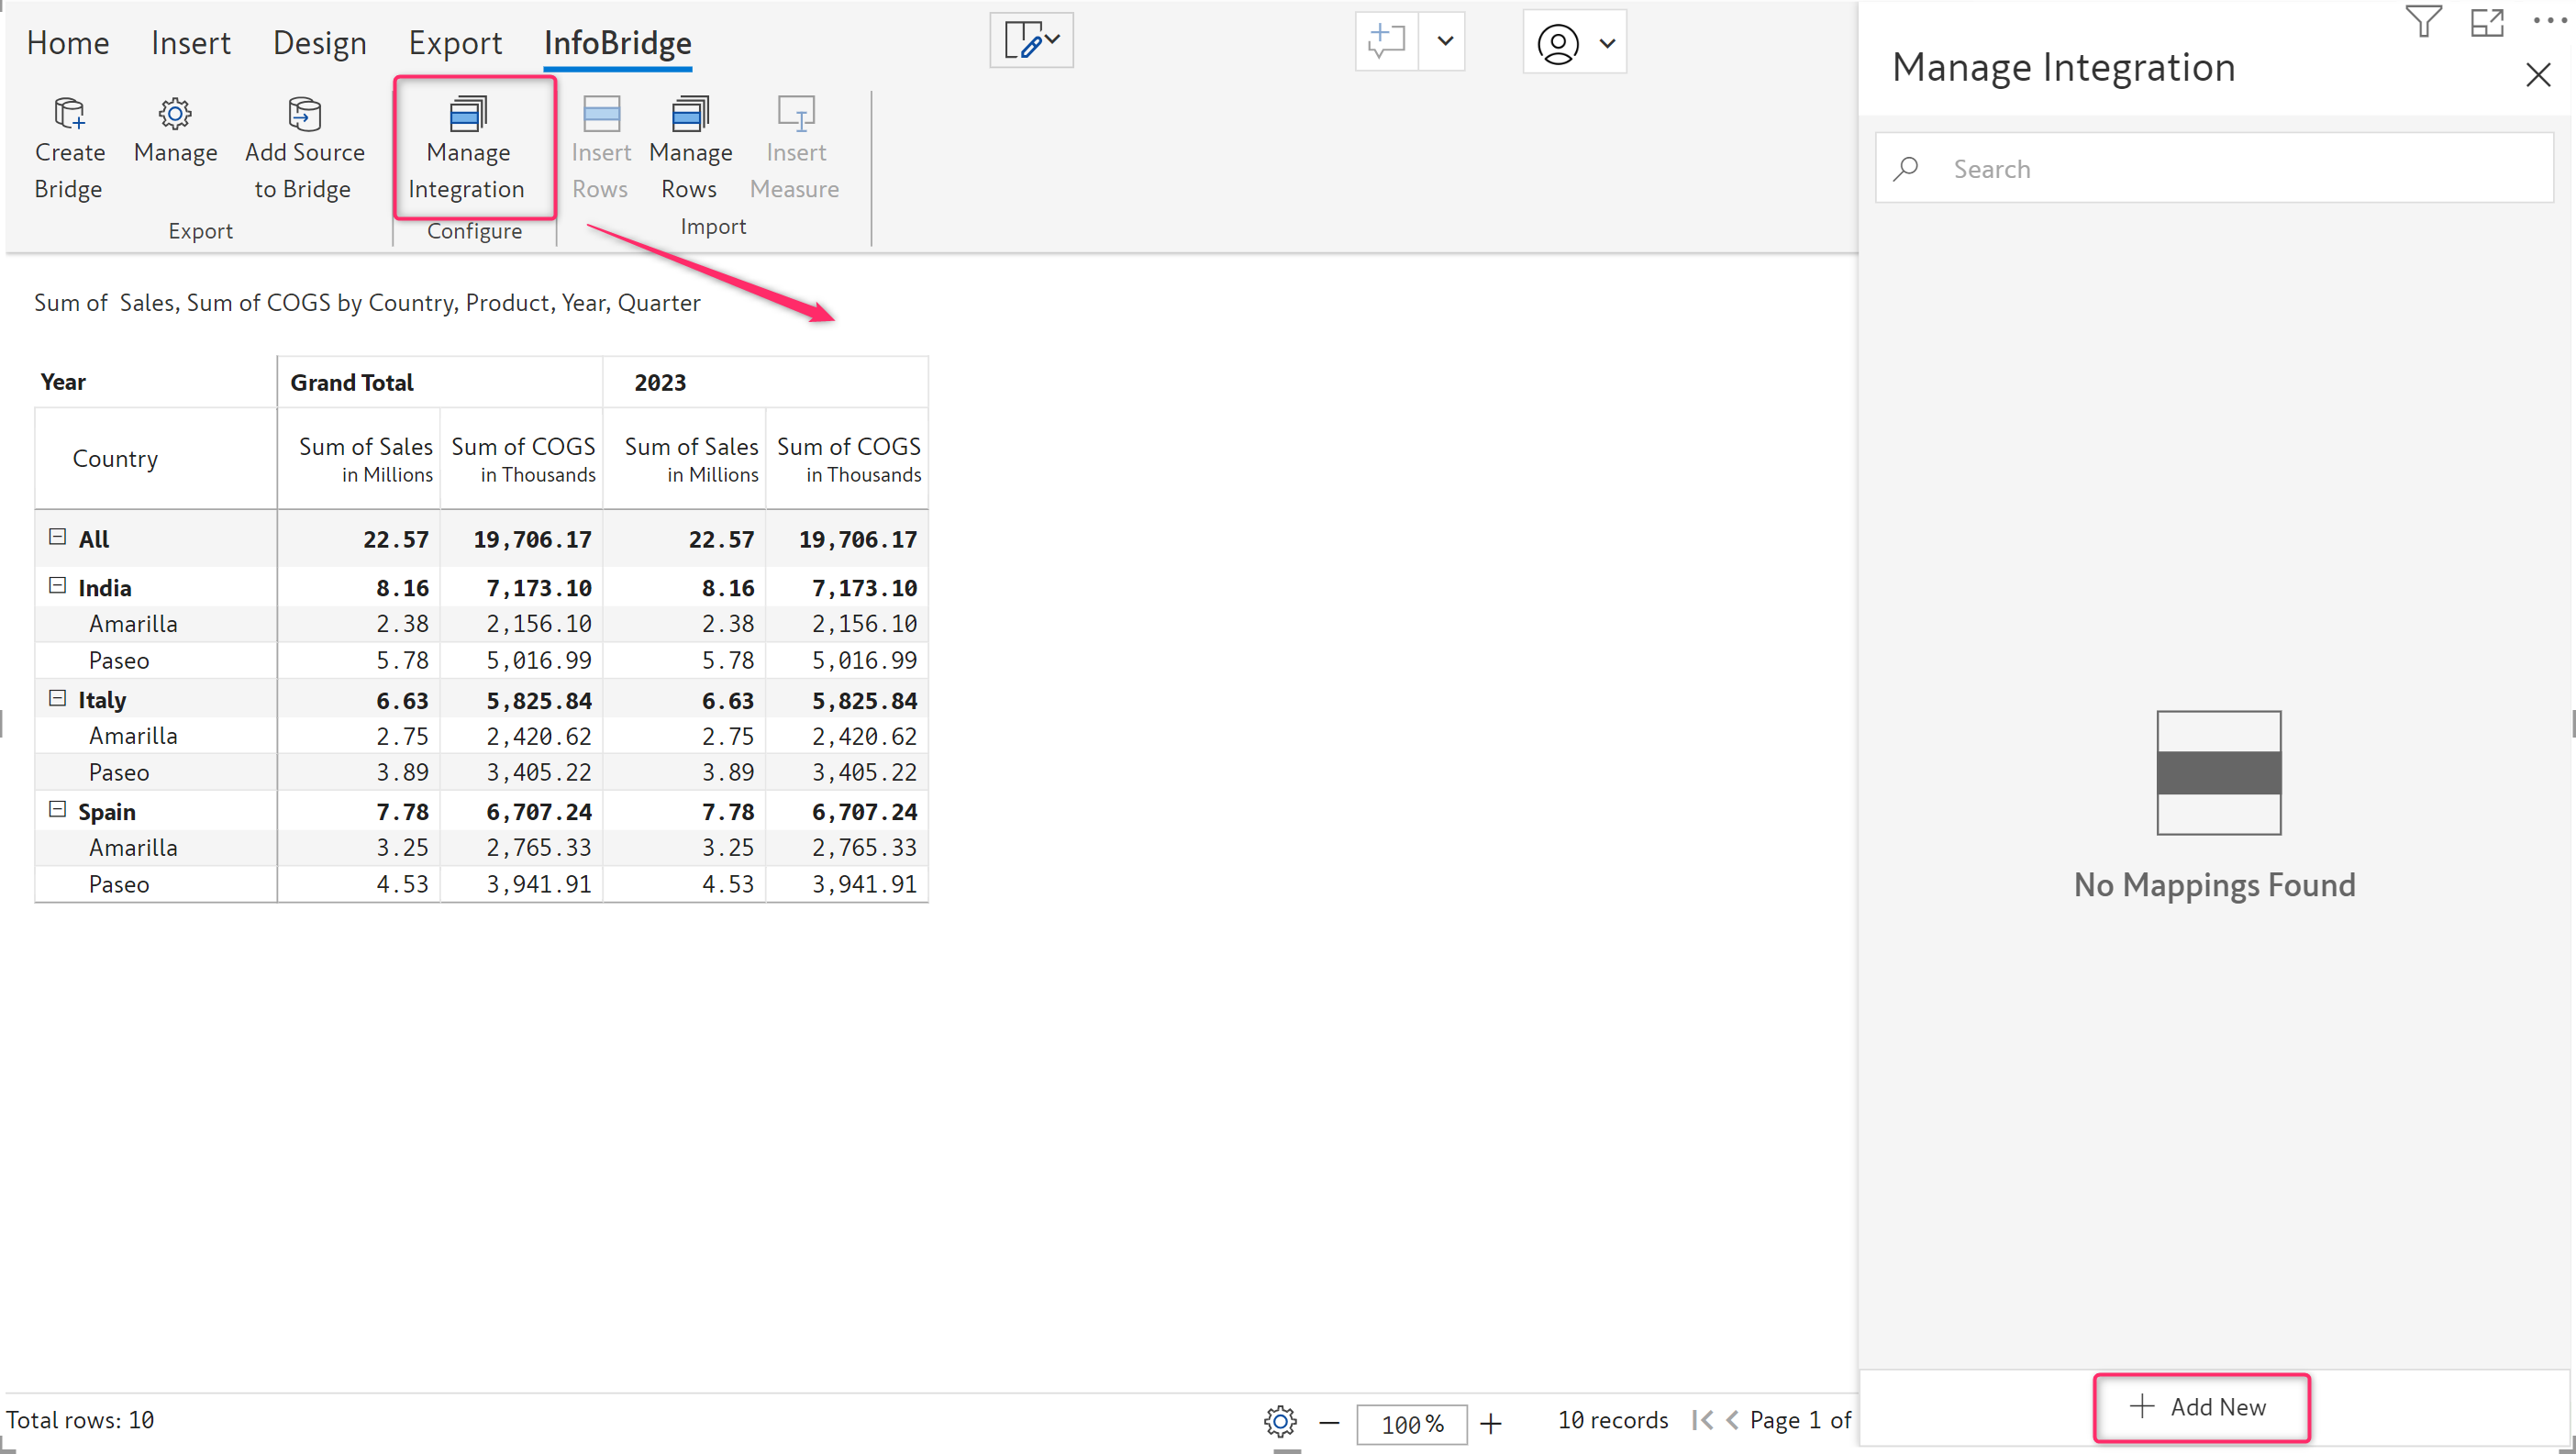 Home Insert Design Export InfoBridge
Create Bridge
Manage
Add Source to Bridge
Export
Manage Integration
Configure
Insert Rows
Manage Rows
Insert Measure
Import
Sum of Sales, Sum of COGS by Country, Product, Year, Quarter
Year Grand Total 2023
Country Sum of Sales in Millions Sum of COGS in Thousands Sum of Sales in Millions Sum of COGS in Thousands
All 22.57 19,706.17 22.57 19,706.17
India 8.16 7,173.10 8.16 7,173.10
Amarilla 2.38 2,156.10 2.38 2,156.10
Paseo 5.78 5,016.99 5.78 5,016.99
Italy 6.63 5,825.84 6.63 5,825.84
Amarilla 2.75 2,420.62 2.75 2,420.62
Paseo 3.89 3,405.22 3.89 3,405.22
Spain 7.78 6,707.24 7.78 6,707.24
Amarilla 3.25 2,765.33 3.25 2,765.33
Paseo 4.53 3,941.91 4.53 3,941.91
Total rows: 10
100%
10 records
Page 1 of
Manage Integration
Search
No Mappings Found
Add New